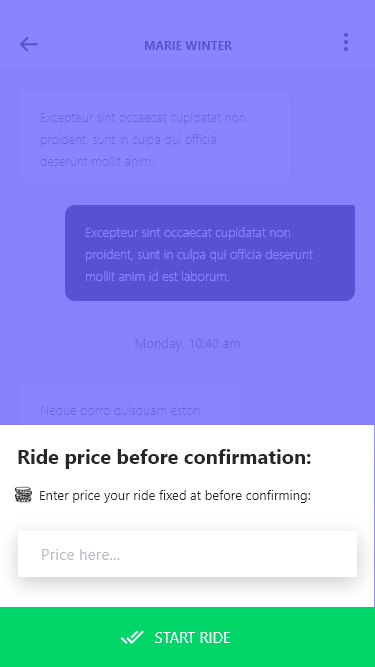 MARIE WINTER
Excepteur sint occaecat cupidatat non
proident, sunt in culpa qui officia
deserunt mollit anim.
Excepteur sint occaecat cupidatat non
proident, sunt in culpa qui officia deserunt
mollit anim id est laborum.
Monday, 10:40 am
Neque porro quisquam eston.
Ride price before confirmation:
Enter price your ride fixed at before confirming:
Price here...
START RIDE